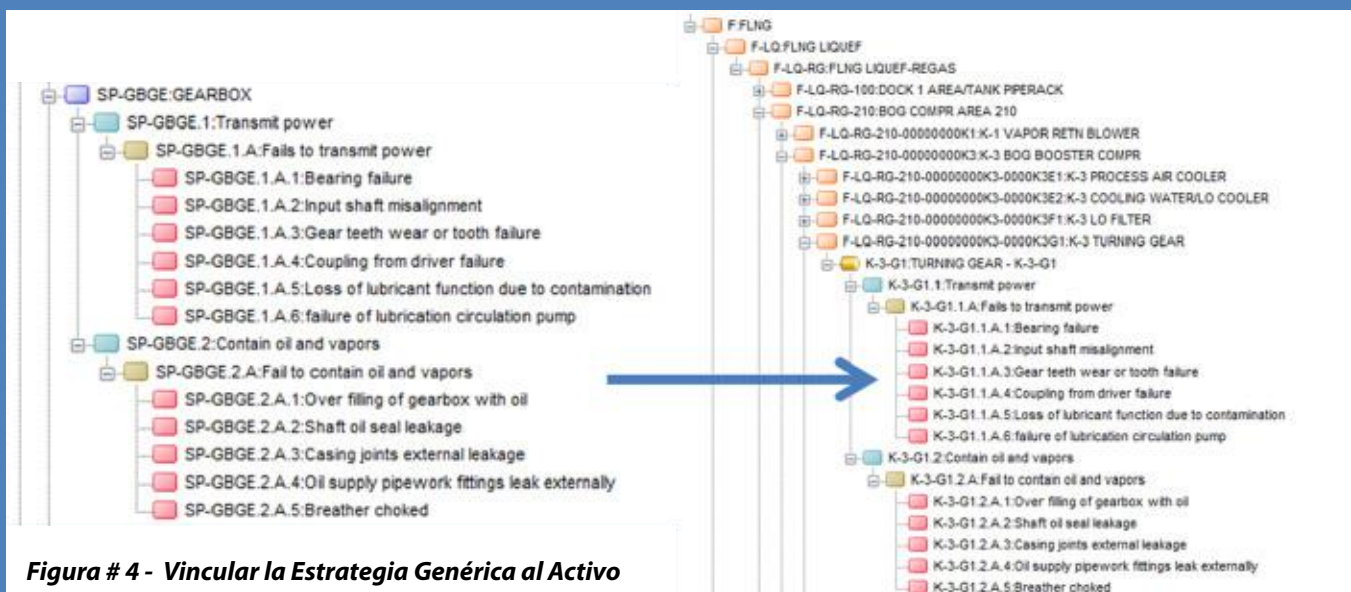 SP-GBGE:GEARBOX
SP-GBGE.1:Transmit power
SP-GBGE.1.A:Fails to transmit power
SP-GBGE.1.A.1:Bearing failure
SP-GBGE.1.A.2:Input shaft misalignment
SP-GBGE.1.A.3:Gear teeth wear or tooth failure
SP-GBGE.1.A.4:Coupling from driver failure
SP-GBGE.1.A.5:Loss of lubricant function due to contamination
SP-GBGE.1.A.6:failure of lubrication circulation pump
SP-GBGE.2:Contain oil and vapors
SP-GBGE.2.A:Fail to contain oil and vapors
SP-GBGE.2.A.1:Over filling of gearbox with oil
SP-GBGE.2.A.2:Shaft oil seal leakage
SP-GBGE.2.A.3:Casing joints external leakage
SP-GBGE.2.A.4:Oil supply pipework fittings leak externally
SP-GBGE.2.A.5:Breather choked
Figura # 4 - Vincular la Estrategia Genérica al Activo
F:FLNG
F-LQ:FLNG LIQUEF
F-LQ-RG:FLNG LIQUEF-REGAS
F-LQ-RG-100:DOCK 1 AREA/TANK PIPERACK
F-LQ-RG-210:BOG COMPR AREA 210
F-LQ-RG-210-00000000K1:K-1 VAPOR RETN BLOWER
F-LQ-RG-210-00000000K3:K-3 BOG BOOSTER COMPR
F-LQ-RG-210-00000000K3-0000K3E1:K-3 PROCESS AIR COOLER
F-LQ-RG-210-00000000K3-0000K3E2:K-3 COOLING WATER/LO COOLER
F-LQ-RG-210-00000000K3-0000K3F1:K-3 LO FILTER
F-LQ-RG-210-00000000K3-0000K3G1:K-3 TURNING GEAR
K-3-G1:TURNING GEAR - K-3-G1
K-3-G1.1:Transmit power
K-3-G1.1.A:Fails to transmit power
K-3-G1.1.A.1:Bearing failure
K-3-G1.1.A.2:Input shaft misalignment
K-3-G1.1.A.3:Gear teeth wear or tooth failure
K-3-G1.1.A.4:Coupling from driver failure
K-3-G1.1.A.5:Loss of lubricant function due to contamination
K-3-G1.1.A.6:failure of lubrication circulation pump
K-3-G1.2:Contain oil and vapors
K-3-G1.2.A:Fail to contain oil and vapors
K-3-G1.2.A.1:Over filling of gearbox with oil
K-3-G1.2.A.2:Shaft oil seal leakage
K-3-G1.2.A.3:Casing joints external leakage
K-3-G1.2.A.4:Oil supply pipework fittings leak externally
K-3-G1.2.A.5:Breather choked